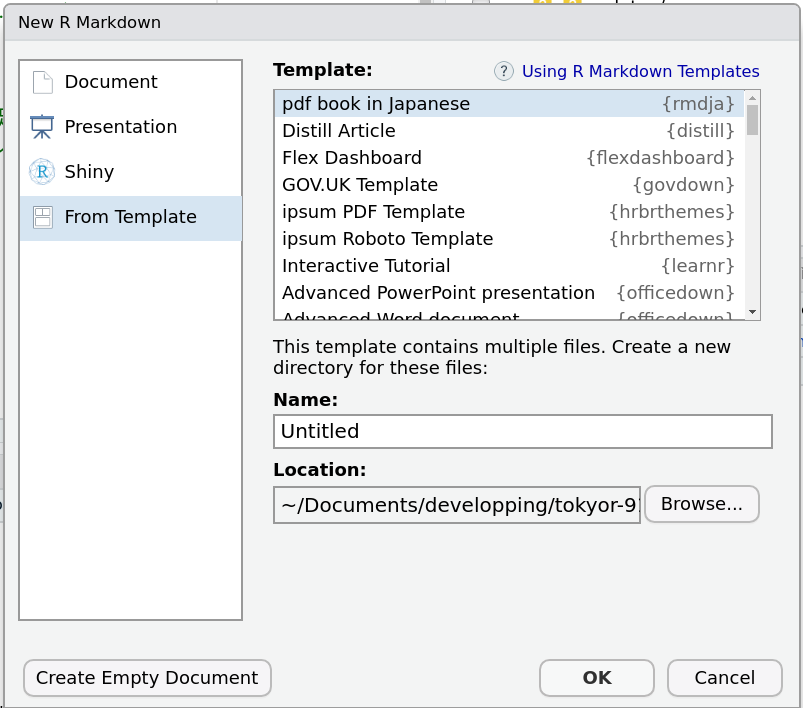 New R Markdown
Document
Presentation
Shiny
From Template
Template:
? Using R Markdown Templates
pdf book in Japanese {rmdja}
Distill Article {distill}
Flex Dashboard {flexdashboard}
GOV.UK Template {govdown}
ipsum PDF Template {hrbrthemes}
ipsum Roboto Template {hrbrthemes}
Interactive Tutorial {learnr}
Advanced PowerPoint presentation {officedown}
Advanced Word document {officedown}
This template contains multiple files. Create a new
directory for these files:
Name:
Untitled
Location:
~/Documents/developping/tokyor-9
Browse...
Create Empty Document
OK
Cancel